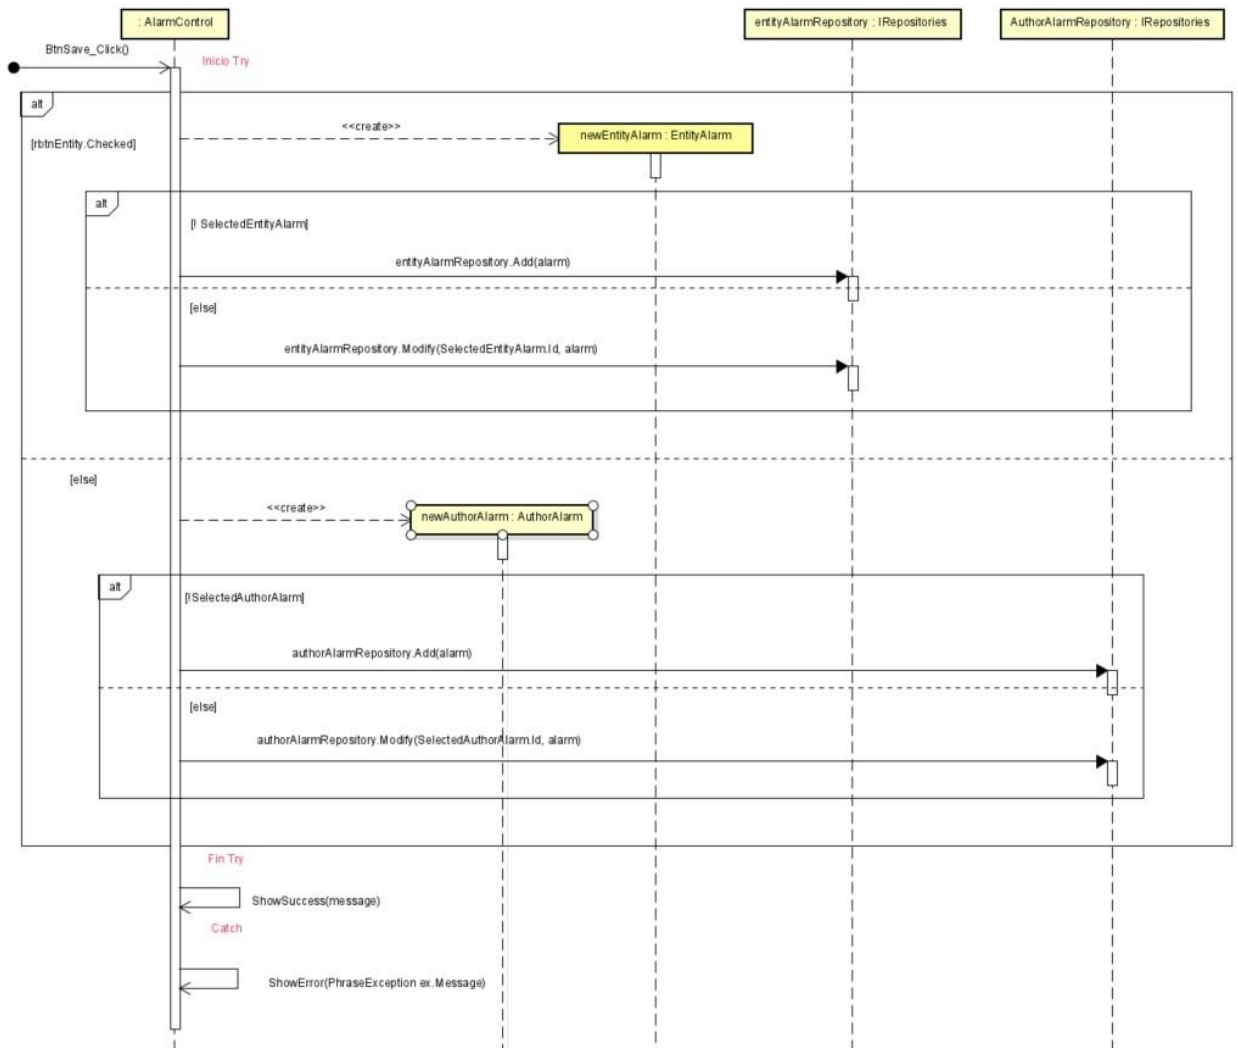 : AlarmControl
entityAlarmRepository : IRepositories
AuthorAlarmRepository : IRepositories
BtnSave_Click()
Inicio Try
alt
<<create>>
newEntityAlarm : EntityAlarm
[rbtnEntity.Checked]
alt
[! SelectedEntityAlarm]
entityAlarmRepository.Add(alarm)
[else]
entityAlarmRepository.Modify(SelectedEntityAlarm.Id, alarm)
[else]
<<create>>
newAuthorAlarm : AuthorAlarm
alt
[!SelectedAuthorAlarm]
authorAlarmRepository.Add(alarm)
[else]
authorAlarmRepository.Modify(SelectedAuthorAlarm.Id, alarm)
Fin Try
ShowSuccess(message)
Catch
ShowError(PhraseException ex.Message)